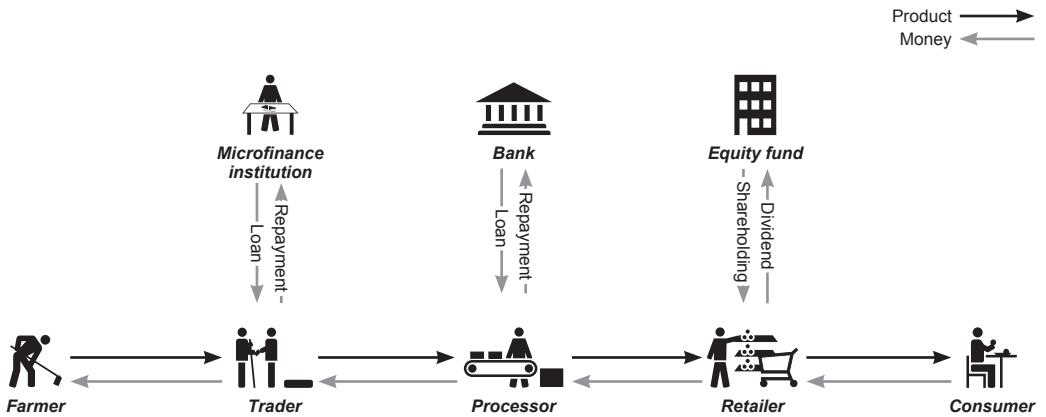 Product
Money
Microfinance
institution
Bank
Equity fund
Loan
Repayment
Loan
Repayment
Shareholding
Dividend
Farmer
Trader
Processor
Retailer
Consumer